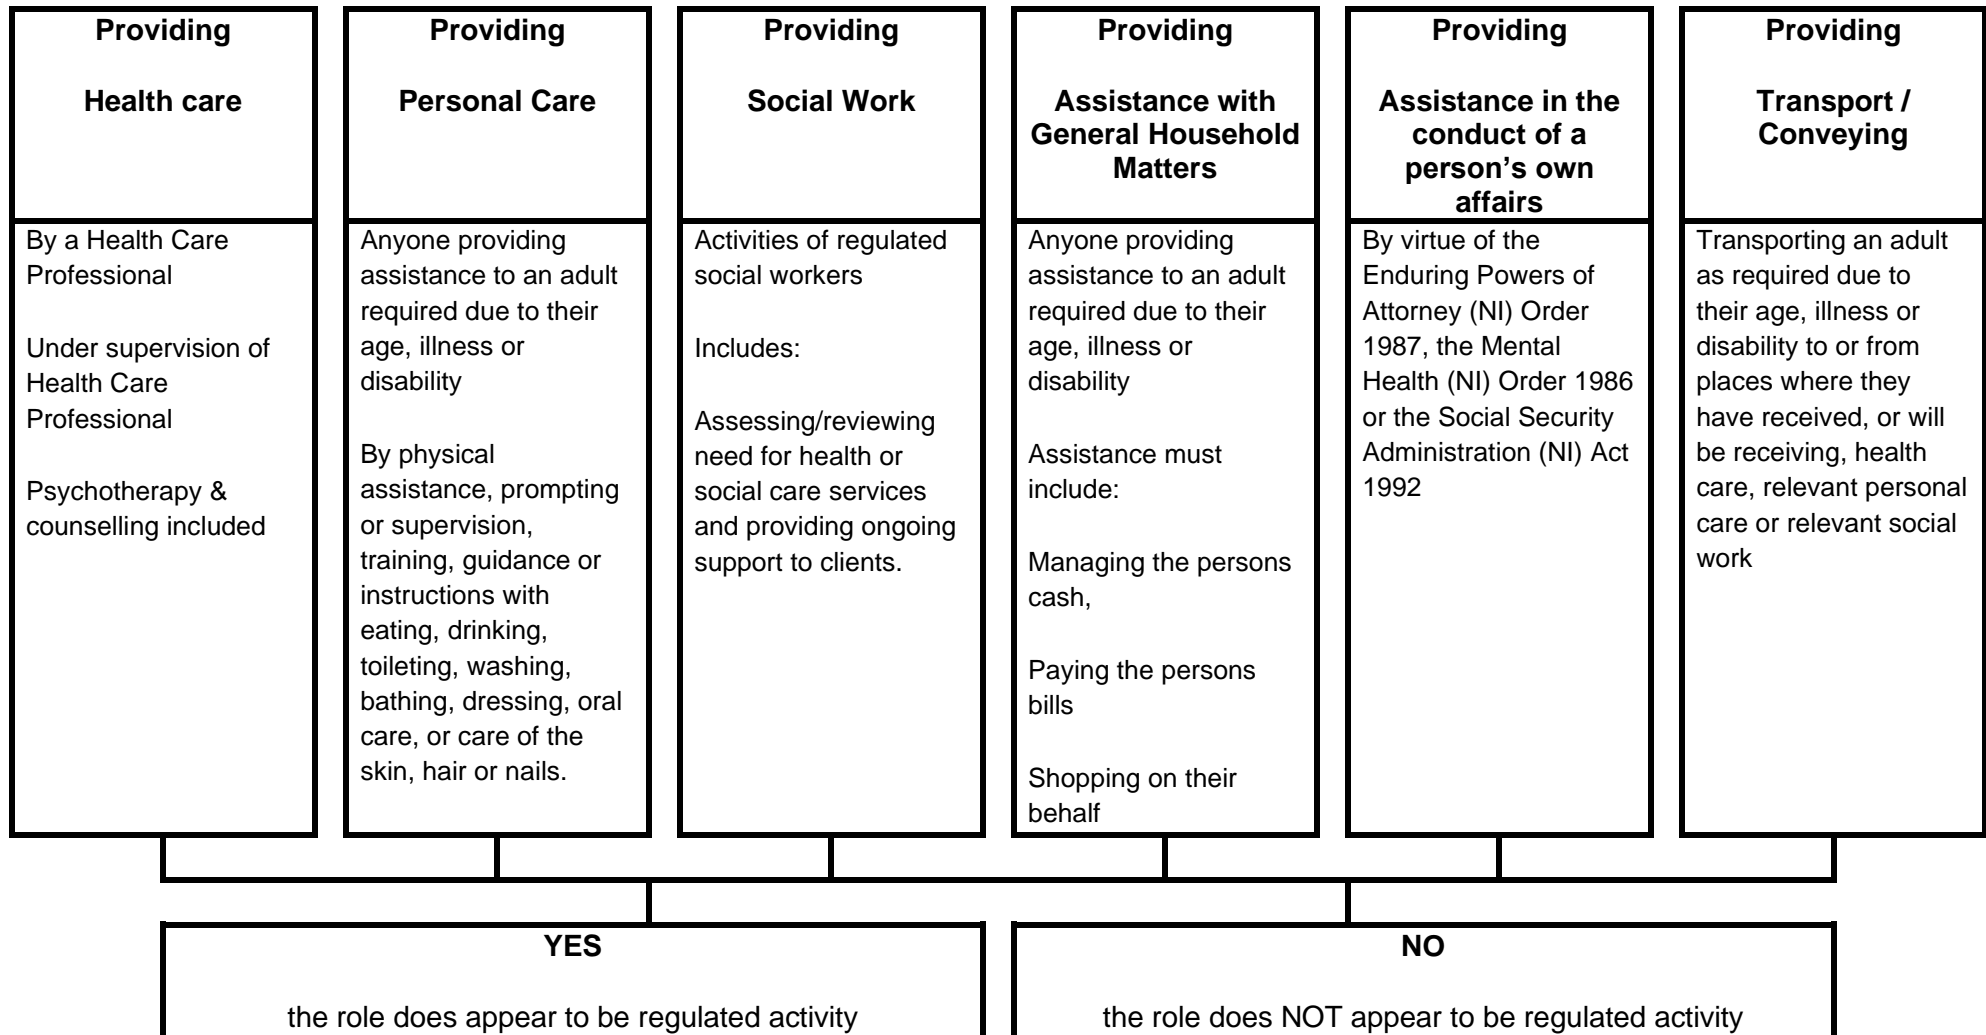 Providing
Health care
By a Health Care
Professional
Under supervision of
Health Care
Professional
Psychotherapy &
counselling included
Providing
Personal Care
Anyone providing
assistance to an adult
required due to their
age, illness or
disability
By physical
assistance, prompting
or supervision,
training, guidance or
instructions with
eating, drinking,
toileting, washing,
bathing, dressing, oral
care, or care of the
skin, hair or nails.
Providing
Social Work
Activities of regulated
social workers
Includes:
Assessing/reviewing
need for health or
social care services
and providing ongoing
support to clients.
Providing
Assistance with
General Household
Matters
Anyone providing
assistance to an adult
required due to their
age, illness or
disability
Assistance must
include:
Managing the persons
cash,
Paying the persons
bills
Shopping on their
behalf
Providing
Assistance in the
conduct of a
person’s own
affairs
By virtue of the
Enduring Powers of
Attorney (NI) Order
1987, the Mental
Health (NI) Order 1986
or the Social Security
Administration (NI) Act
1992
Providing
Transport /
Conveying
Transporting an adult
as required due to
their age, illness or
disability to or from
places where they
have received, or will
be receiving, health
care, relevant personal
care or relevant social
work
YES
the role does appear to be regulated activity
NO
the role does NOT appear to be regulated activity